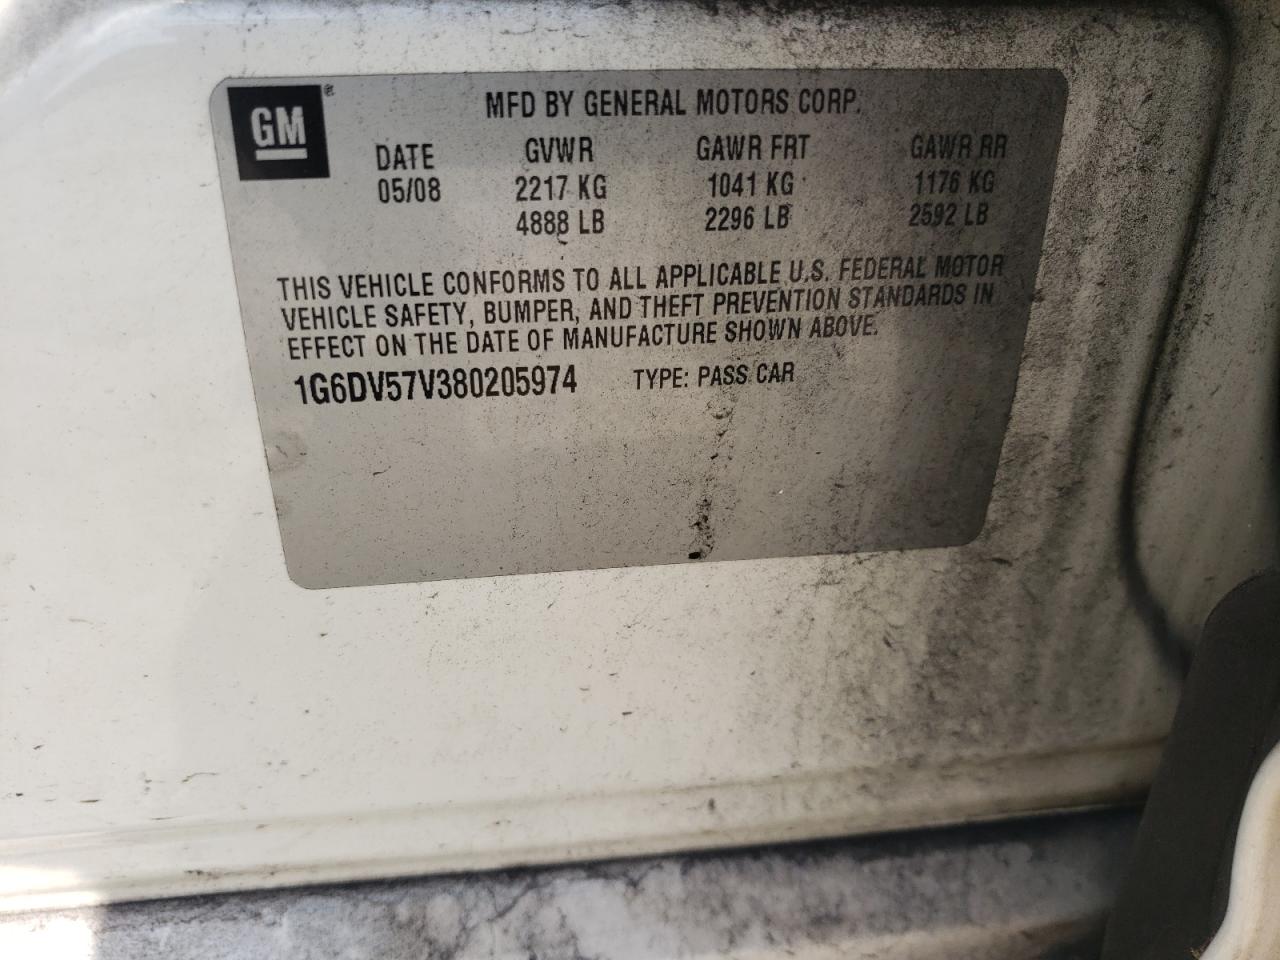 GM ®
MFD BY GENERAL MOTORS CORP.
DATE GVWR GAWR FRT GAWR RR
05/08 2217 KG 1041 KG 1176 KG
4888 LB 2296 LB 2592 LB
THIS VEHICLE CONFORMS TO ALL APPLICABLE U.S. FEDERAL MOTOR
VEHICLE SAFETY, BUMPER, AND THEFT PREVENTION STANDARDS IN
EFFECT ON THE DATE OF MANUFACTURE SHOWN ABOVE.
1G6DV57V380205974 TYPE: PASS CAR